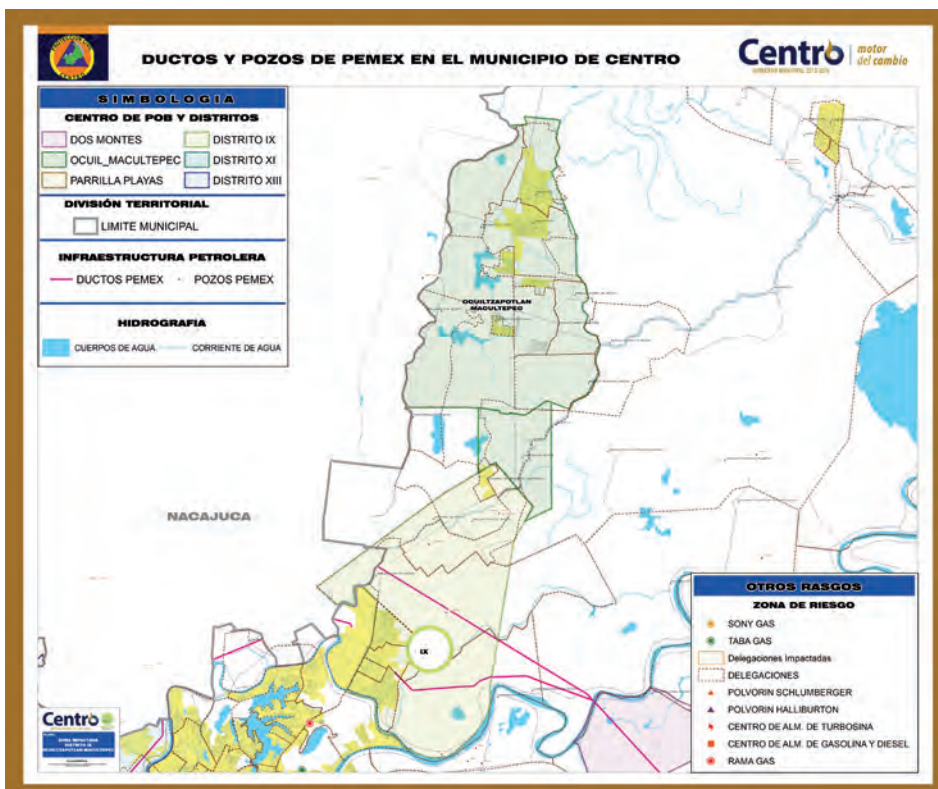 DUCTOS Y POZOS DE PEMEX EN EL MUNICIPIO DE CENTRO
Centro
motor
del cambio
SIMBOLOGIA
CENTRO DE POB Y DISTRITOS
DOS MONTES
DISTRITO IX
OCUIL_MACULTEPEC
DISTRITO XI
PARRILLA PLAYAS
DISTRITO XIII
DIVISIÓN TERRITORIAL
LIMITE MUNICIPAL
INFRAESTRUCTURA PETROLERA
DUCTOS PEMEX
POZOS PEMEX
HIDROGRAFIA
CUERPOS DE AGUA
CORRIENTE DE AGUA
OCUILTZAPOTLAN
MACULTEPEC
NACAJUCA
IX
OTROS RASGOS
ZONA DE RIESGO
SONY GAS
TABA GAS
Delegaciones Impactadas
DELEGACIONES
POLVORIN SCHLUMBERGER
POLVORIN HALLIBURTON
CENTRO DE ALM. DE TURBOSINA
CENTRO DE ALM. DE GASOLINA Y DIESEL
RAMA GAS
Centro